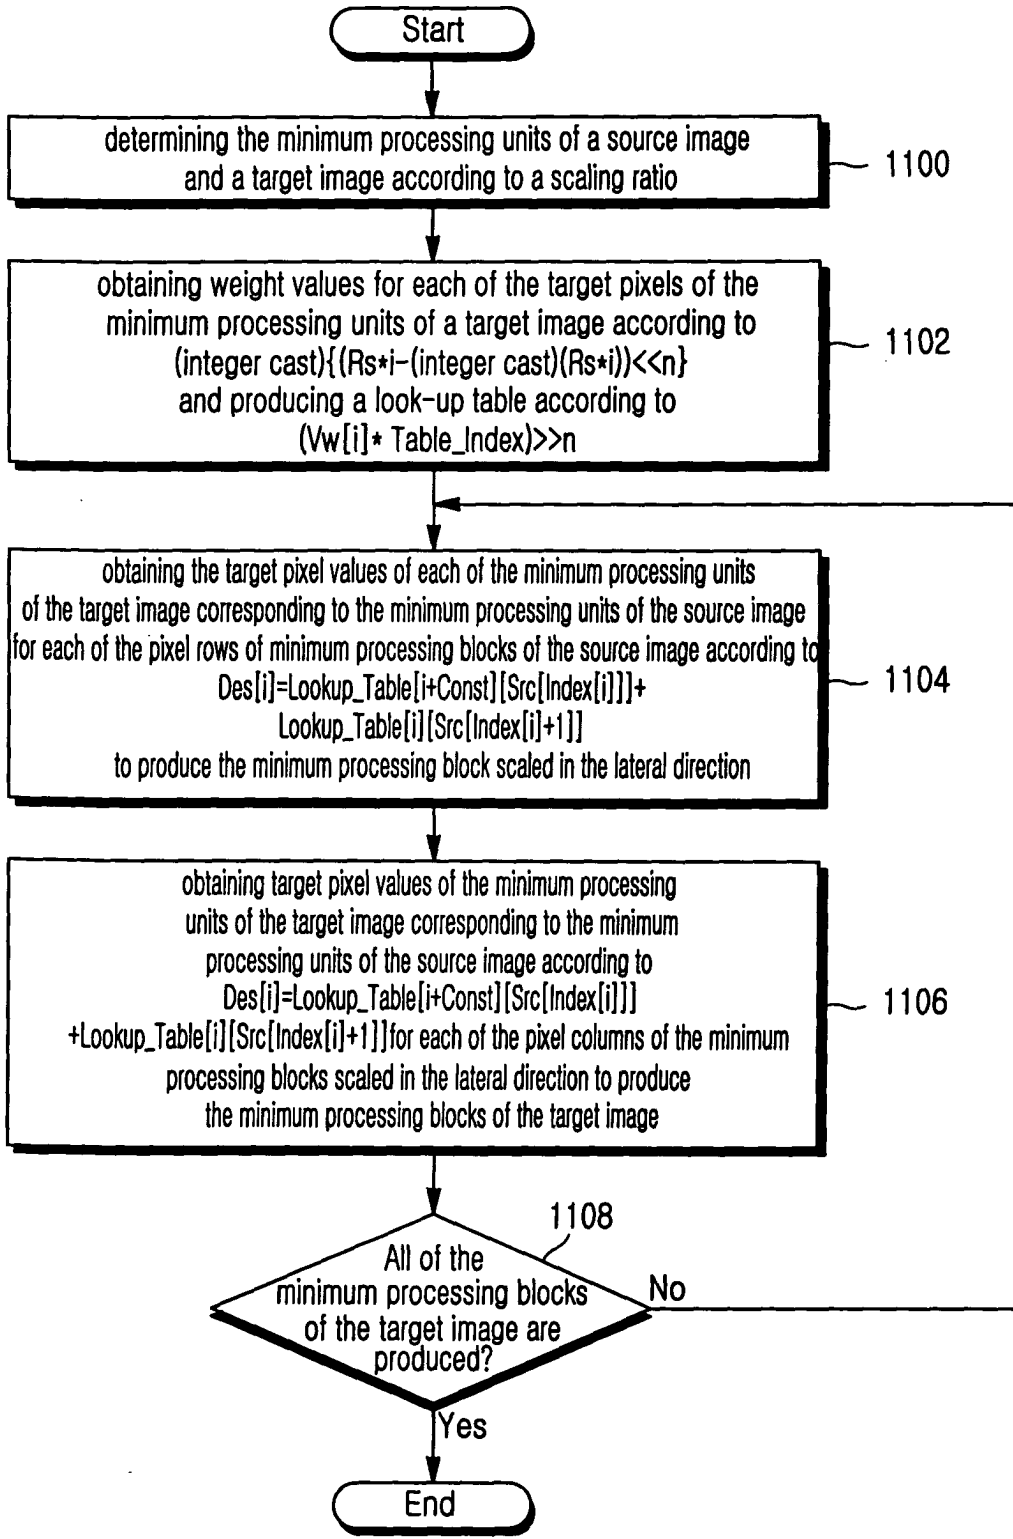 Start
determining the minimum processing units of a source image
and a target image according to a scaling ratio
1100
obtaining weight values for each of the target pixels of the
minimum processing units of a target image according to
(integer cast){(Rs*i-(integer cast)(Rs*i))<<n}
and producing a look-up table according to
(Vw[i]* Table_Index)>>n
1102
obtaining the target pixel values of each of the minimum processing units
of the target image corresponding to the minimum processing units of the source image
for each of the pixel rows of minimum processing blocks of the source image according to
Des[i]=Lookup_Table[i+Const][Src[Index[i]]]+
Lookup_Table[i][Src[Index[i]+1]]
to produce the minimum processing block scaled in the lateral direction
1104
obtaining target pixel values of the minimum processing
units of the target image corresponding to the minimum
processing units of the source image according to
Des[i]=Lookup_Table[i+Const][Src[Index[i]]]
+Lookup_Table[i][Src[Index[i]+1]]for each of the pixel columns of the minimum
processing blocks scaled in the lateral direction to produce
the minimum processing blocks of the target image
1106
1108
All of the
minimum processing blocks
of the target image are
produced?
No
Yes
End